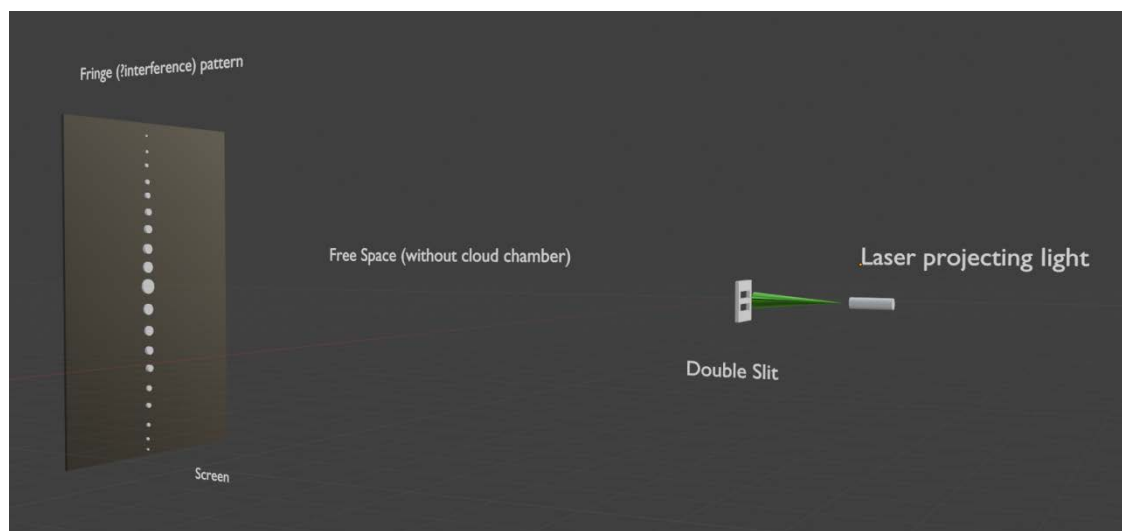 Fringe (?interference) pattern
Free Space (without cloud chamber)
Laser projecting light
Double Slit
Screen